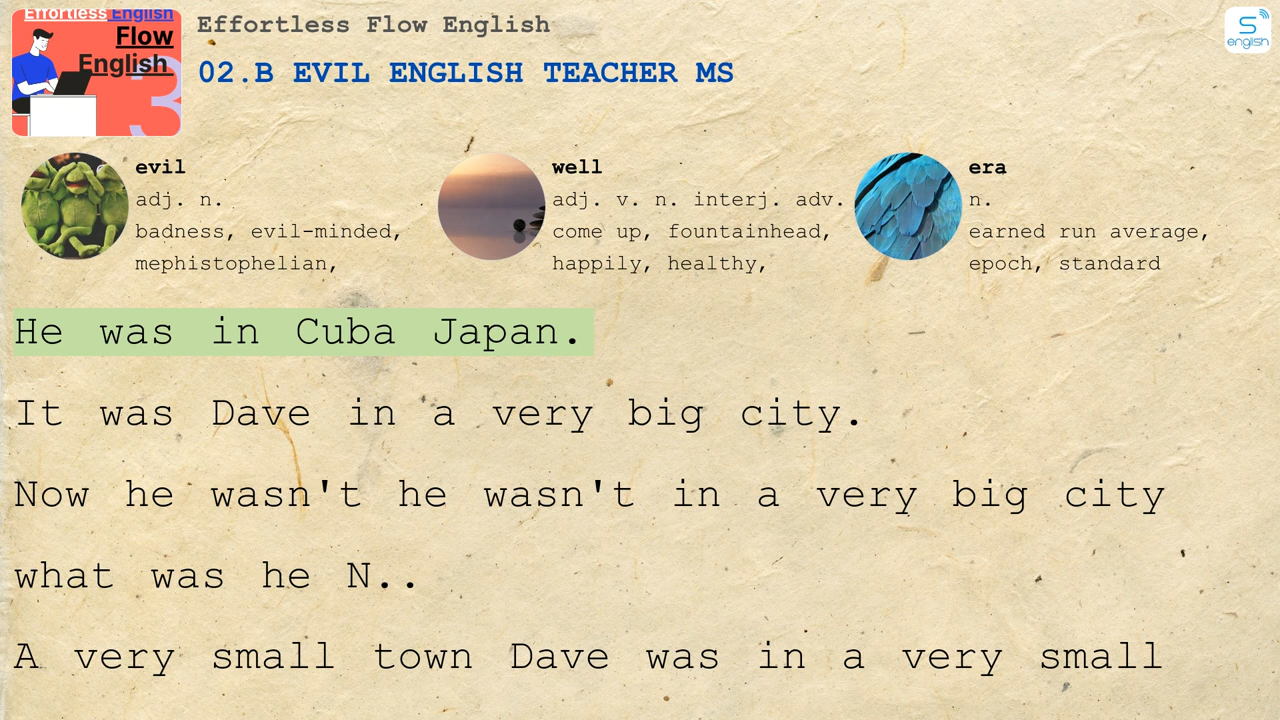 Effortless English
Flow
English
3
Effortless Flow English
02.B EVIL ENGLISH TEACHER MS
S
english
evil
adj. n.
badness, evil-minded,
mephistophelian,
well
adj. v. n. interj. adv.
come up, fountainhead,
happily, healthy,
era
n.
earned run average,
epoch, standard
He was in Cuba Japan.
It was Dave in a very big city.
Now he wasn't he wasn't in a very big city
what was he N..
A very small town Dave was in a very small